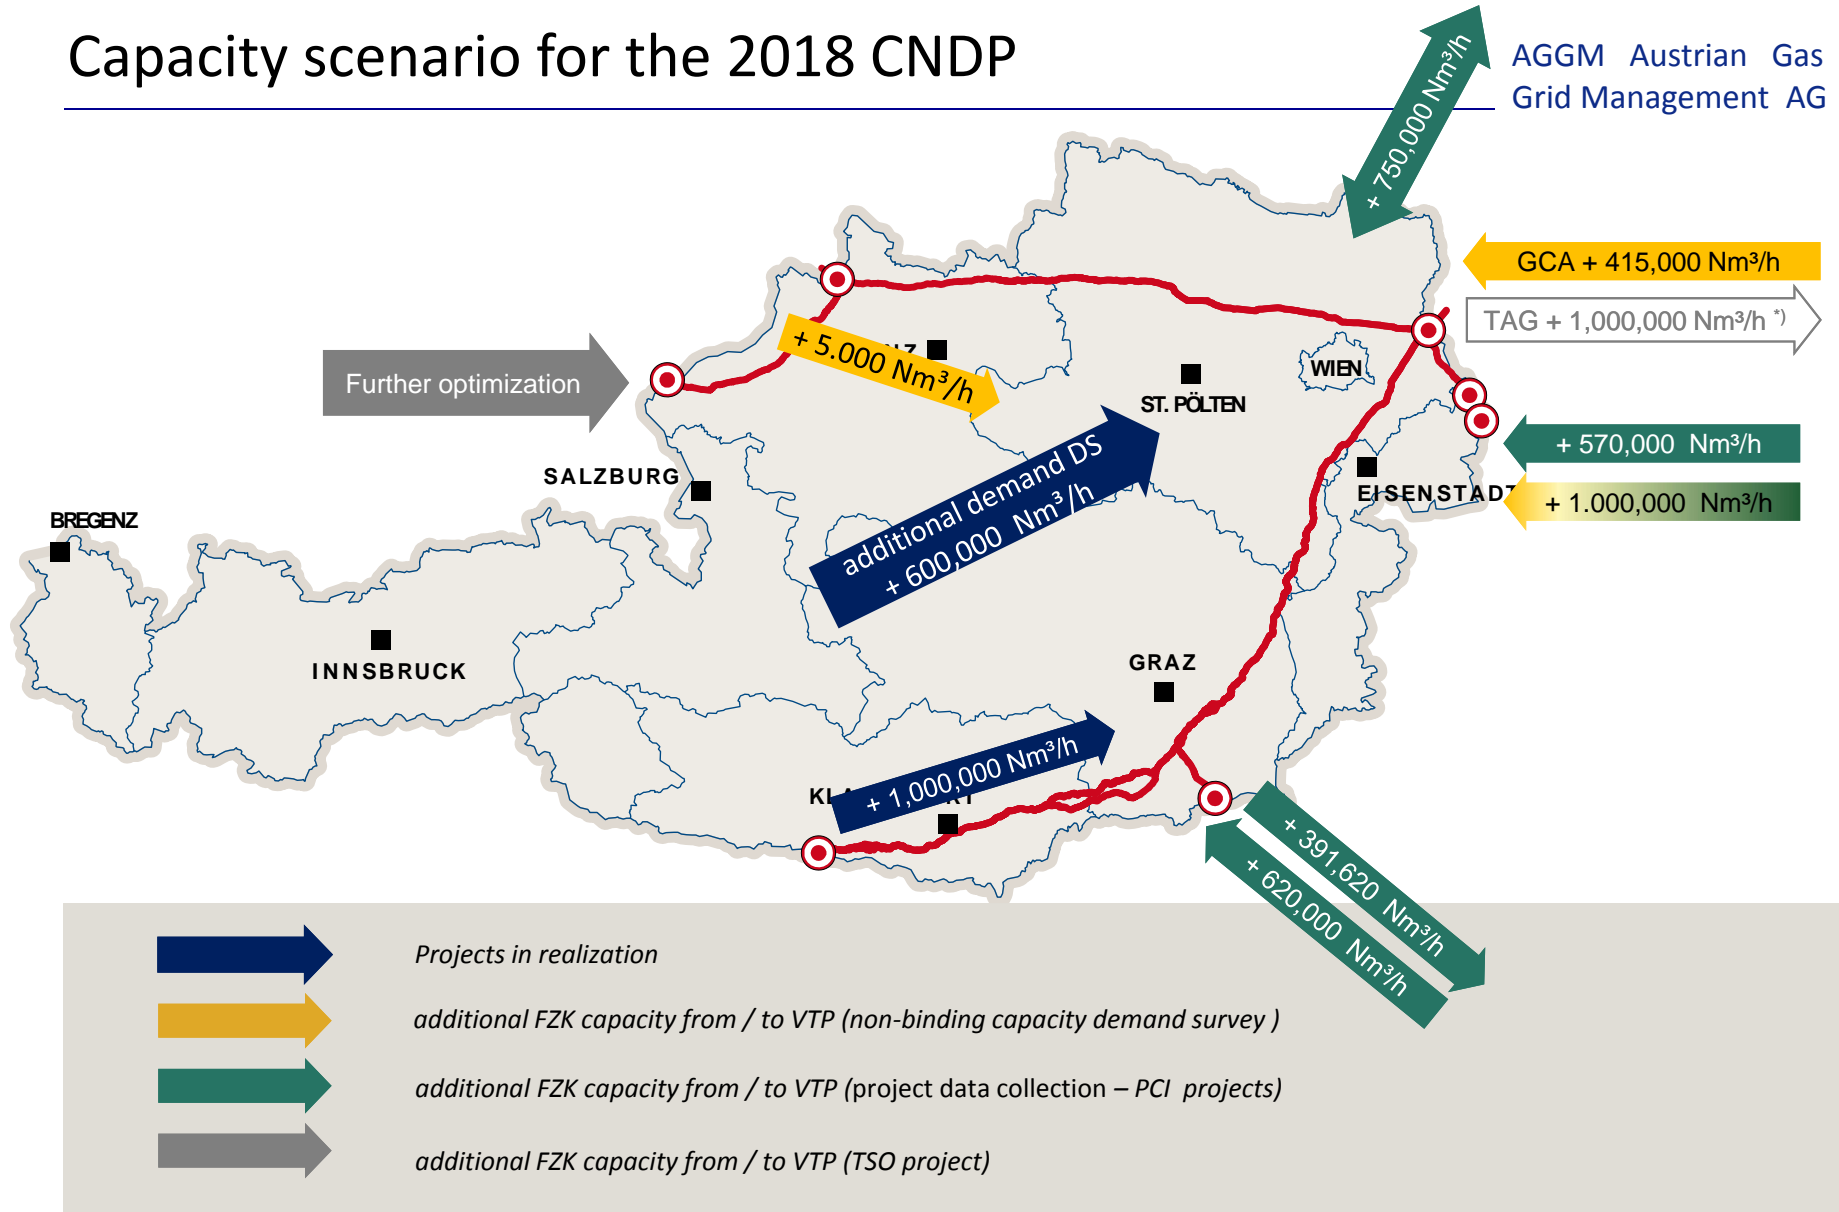 Capacity scenario for the 2018 CNDP
AGGM Austrian Gas
Grid Management AG
+ 750,000 Nm³/h
GCA + 415,000 Nm³/h
TAG + 1,000,000 Nm³/h *)
+ 5.000 Nm³/h
Further optimization
WIEN
ST. PÖLTEN
+ 570,000 Nm³/h
additional demand DS
+ 600,000 Nm³/h
SALZBURG
EISENSTADT
+ 1.000,000 Nm³/h
BREGENZ
INNSBRUCK
GRAZ
+ 1,000,000 Nm³/h
+ 391,620 Nm³/h
+ 620,000 Nm³/h
Projects in realization
additional FZK capacity from / to VTP (non-binding capacity demand survey )
additional FZK capacity from / to VTP (project data collection – PCI projects)
additional FZK capacity from / to VTP (TSO project)